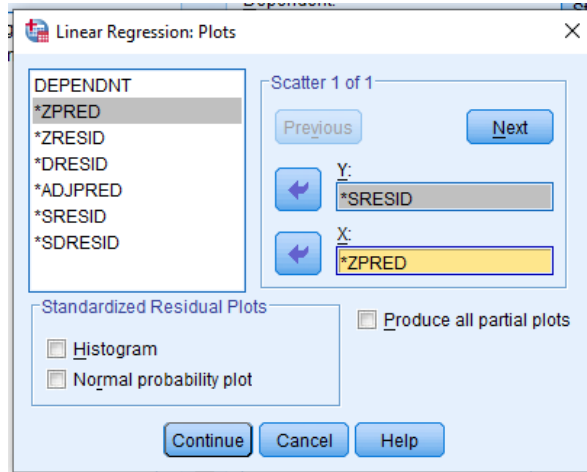 Linear Regression: Plots
DEPENDNT
*ZPRED
*ZRESID
*DRESID
*ADJPRED
*SRESID
*SDRESID
Scatter 1 of 1
Previous
Next
Y:
*SRESID
X:
*ZPRED
Standardized Residual Plots
Histogram
Normal probability plot
Produce all partial plots
Continue
Cancel
Help